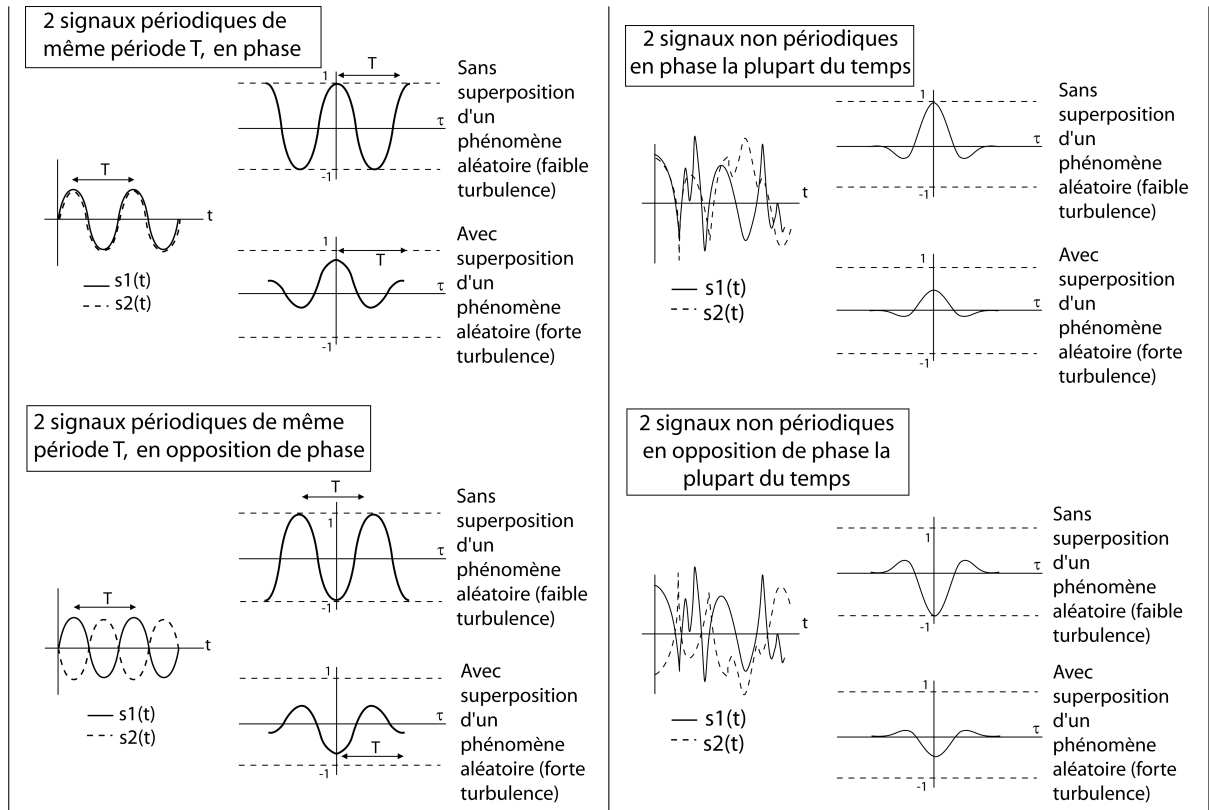 2 signaux périodiques de
même période T, en phase
T
1
T
τ
-1
Sans
superposition
d'un
phénomène
aléatoire (faible
turbulence)
t
s1(t)
s2(t)
1
T
τ
-1
Avec
superposition
d'un
phénomène
aléatoire (forte
turbulence)
2 signaux non périodiques
en phase la plupart du temps
t
s1(t)
s2(t)
1
τ
-1
Sans
superposition
d'un
phénomène
aléatoire (faible
turbulence)
1
τ
-1
Avec
superposition
d'un
phénomène
aléatoire (forte
turbulence)
2 signaux périodiques de même
période T, en opposition de phase
T
t
s1(t)
s2(t)
T
1
τ
-1
Sans
superposition
d'un
phénomène
aléatoire (faible
turbulence)
1
τ
T
-1
Avec
superposition
d'un
phénomène
aléatoire (forte
turbulence)
2 signaux non périodiques
en opposition de phase la
plupart du temps
t
s1(t)
s2(t)
1
τ
-1
Sans
superposition
d'un
phénomène
aléatoire (faible
turbulence)
1
τ
-1
Avec
superposition
d'un
phénomène
aléatoire (forte
turbulence)